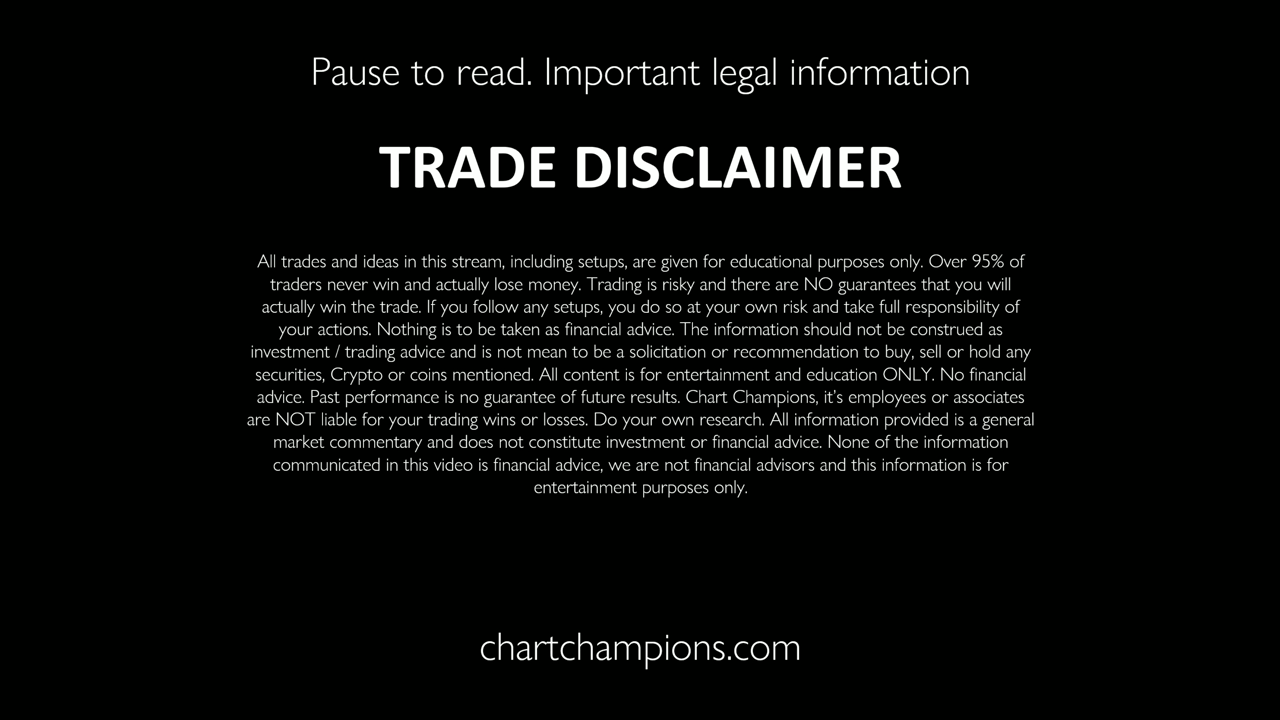 Pause to read. Important legal information
TRADE DISCLAIMER
All trades and ideas in this stream, including setups, are given for educational purposes only. Over 95% of
traders never win and actually lose money. Trading is risky and there are NO guarantees that you will
actually win the trade. If you follow any setups, you do so at your own risk and take full responsibility of
your actions. Nothing is to be taken as financial advice. The information should not be construed as
investment / trading advice and is not mean to be a solicitation or recommendation to buy, sell or hold any
securities, Crypto or coins mentioned. All content is for entertainment and education ONLY. No financial
advice. Past performance is no guarantee of future results. Chart Champions, it's employees or associates
are NOT liable for your trading wins or losses. Do your own research. All information provided is a general
market commentary and does not constitute investment or financial advice. None of the information
communicated in this video is financial advice, we are not financial advisors and this information is for
entertainment purposes only.
chartchampions.com